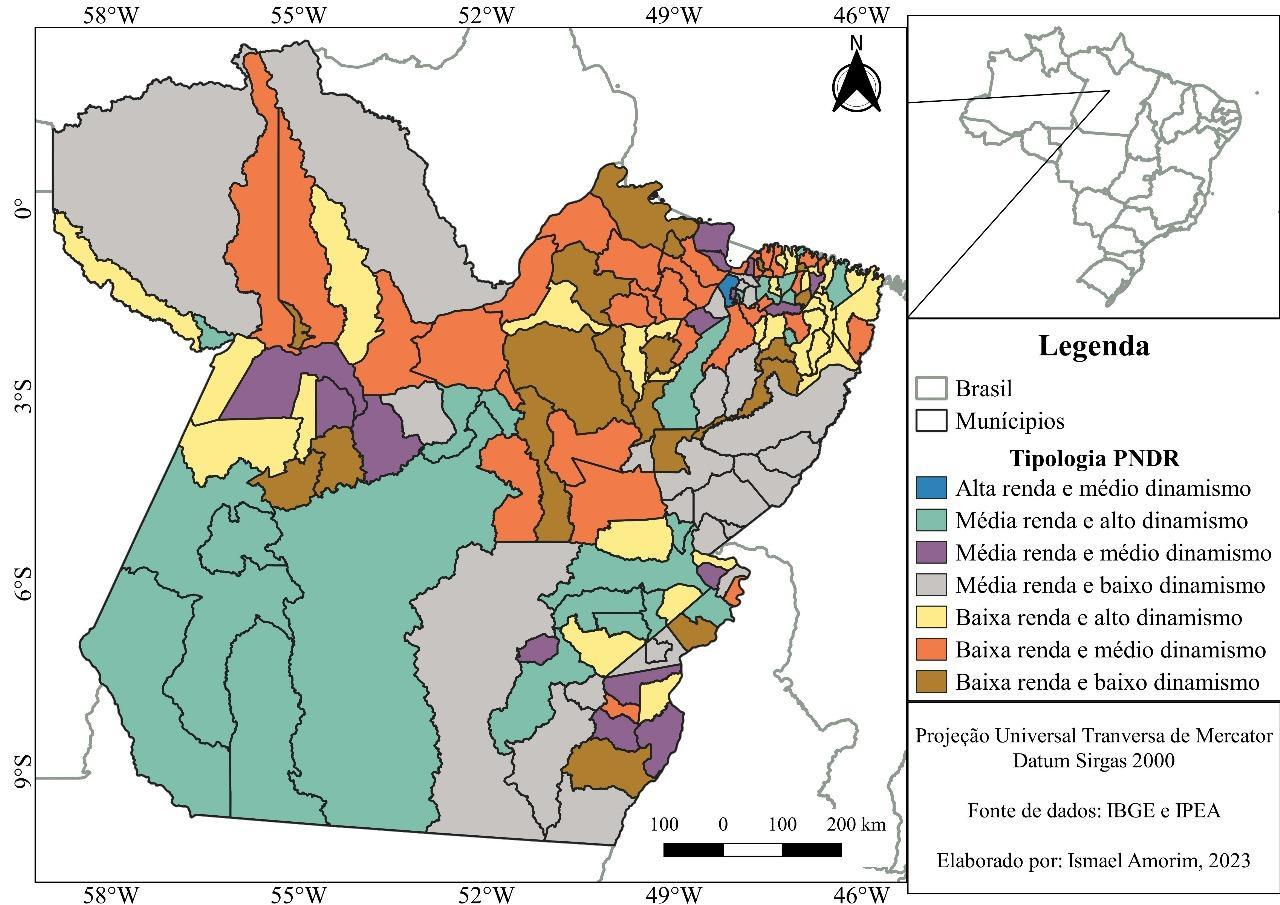 58°W 55°W 52°W 49°W 46°W
N
0°
3°S
6°S
9°S
100 0 100 200 km
58°W 55°W 52°W 49°W 46°W
Legenda
Brasil
Munícipios
Tipologia PNDR
Alta renda e médio dinamismo
Média renda e alto dinamismo
Média renda e médio dinamismo
Média renda e baixo dinamismo
Baixa renda e alto dinamismo
Baixa renda e médio dinamismo
Baixa renda e baixo dinamismo
Projeção Universal Tranversa de Mercator
Datum Sirgas 2000
Fonte de dados: IBGE e IPEA
Elaborado por: Ismael Amorim, 2023